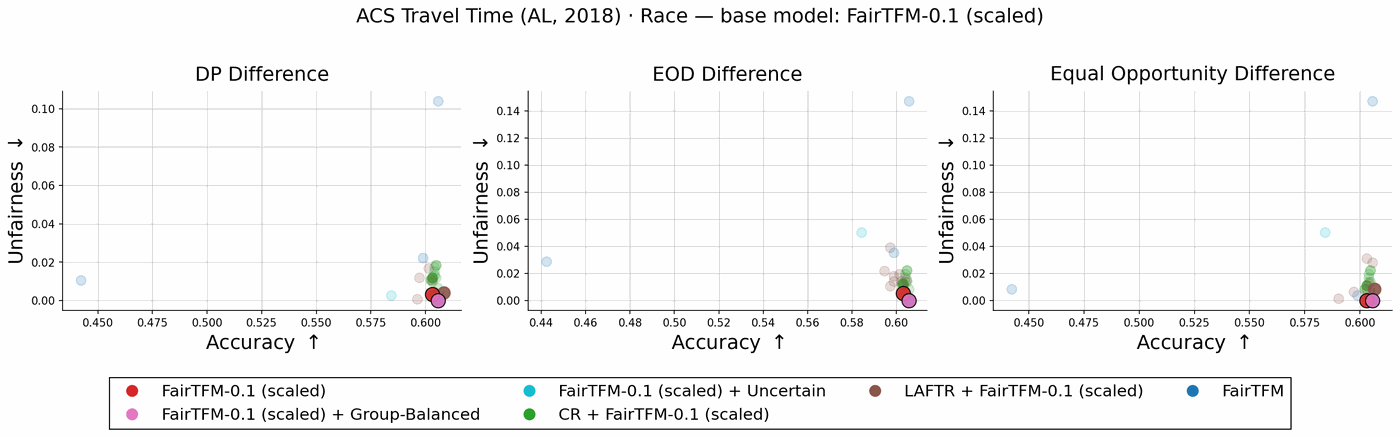 ACS Travel Time (AL, 2018) · Race — base model: FairTFM-0.1 (scaled)
DP Difference
EOD Difference
Equal Opportunity Difference
Unfairness ↓
0.10
0.08
0.06
0.04
0.02
0.00
0.450
0.475
0.500
0.525
0.550
0.575
0.600
Accuracy ↑
Unfairness ↓
0.14
0.12
0.10
0.08
0.06
0.04
0.02
0.00
0.44
0.46
0.48
0.50
0.52
0.54
0.56
0.58
0.60
Accuracy ↑
Unfairness ↓
0.14
0.12
0.10
0.08
0.06
0.04
0.02
0.00
0.450
0.475
0.500
0.525
0.550
0.575
0.600
Accuracy ↑
FairTFM-0.1 (scaled)
FairTFM-0.1 (scaled) + Group-Balanced
FairTFM-0.1 (scaled) + Uncertain
CR + FairTFM-0.1 (scaled)
LAFTR + FairTFM-0.1 (scaled)
FairTFM